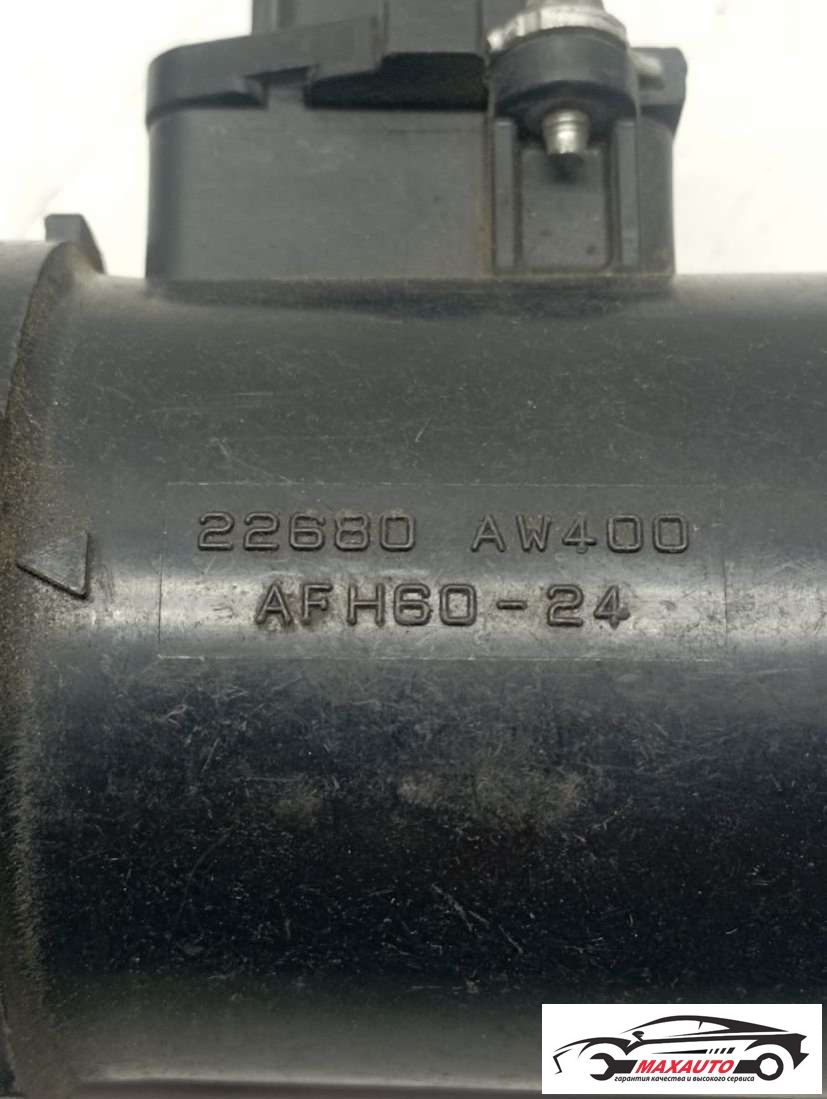 22680 AW400
AFH60-24
MAXAUTO
гарантия качества и высокого сервиса